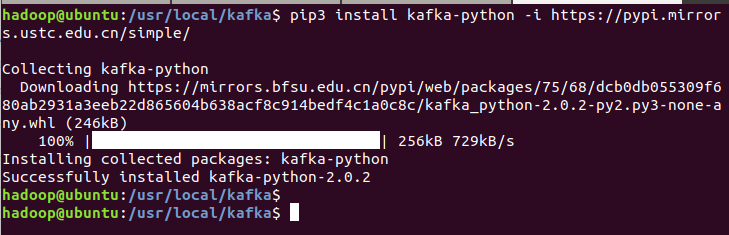 hadoop@ubuntu:/usr/local/kafka$ pip3 install kafka-python -i https://pypi.mirror
s.ustc.edu.cn/simple/
Collecting kafka-python
  Downloading https://mirrors.bfsu.edu.cn/pypi/web/packages/75/68/dcb0db055309f6
680ab2931a3eeb22d865604b638acf8c914bedf4c1a0c8c/kafka_python-2.0.2-py2.py3-none-a
ny.whl (246kB)
    100% |                                | 256kB 729kB/s
Installing collected packages: kafka-python
Successfully installed kafka-python-2.0.2
hadoop@ubuntu:/usr/local/kafka$
hadoop@ubuntu:/usr/local/kafka$